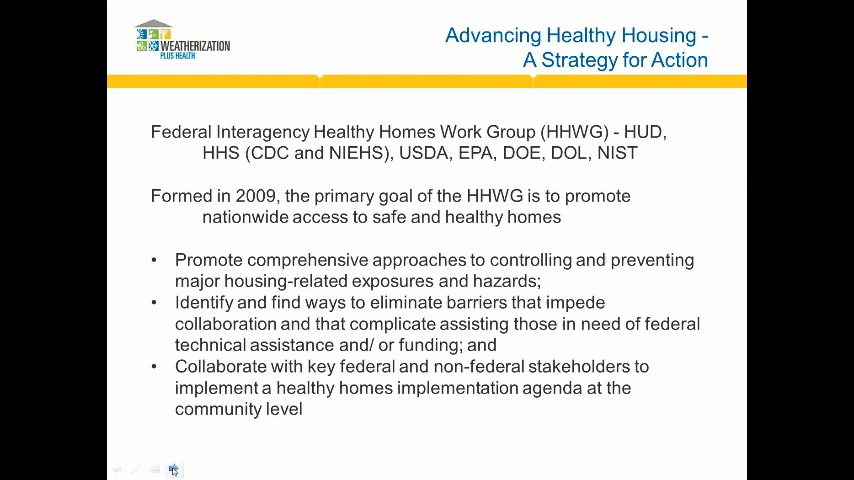 WEATHERIZATION
PLUS HEALTH
Advancing Healthy Housing -
A Strategy for Action
Federal Interagency Healthy Homes Work Group (HHWG) - HUD,
HHS (CDC and NIEHS), USDA, EPA, DOE, DOL, NIST
Formed in 2009, the primary goal of the HHWG is to promote
nationwide access to safe and healthy homes
• Promote comprehensive approaches to controlling and preventing
major housing-related exposures and hazards;
• Identify and find ways to eliminate barriers that impede
collaboration and that complicate assisting those in need of federal
technical assistance and/ or funding; and
• Collaborate with key federal and non-federal stakeholders to
implement a healthy homes implementation agenda at the
community level